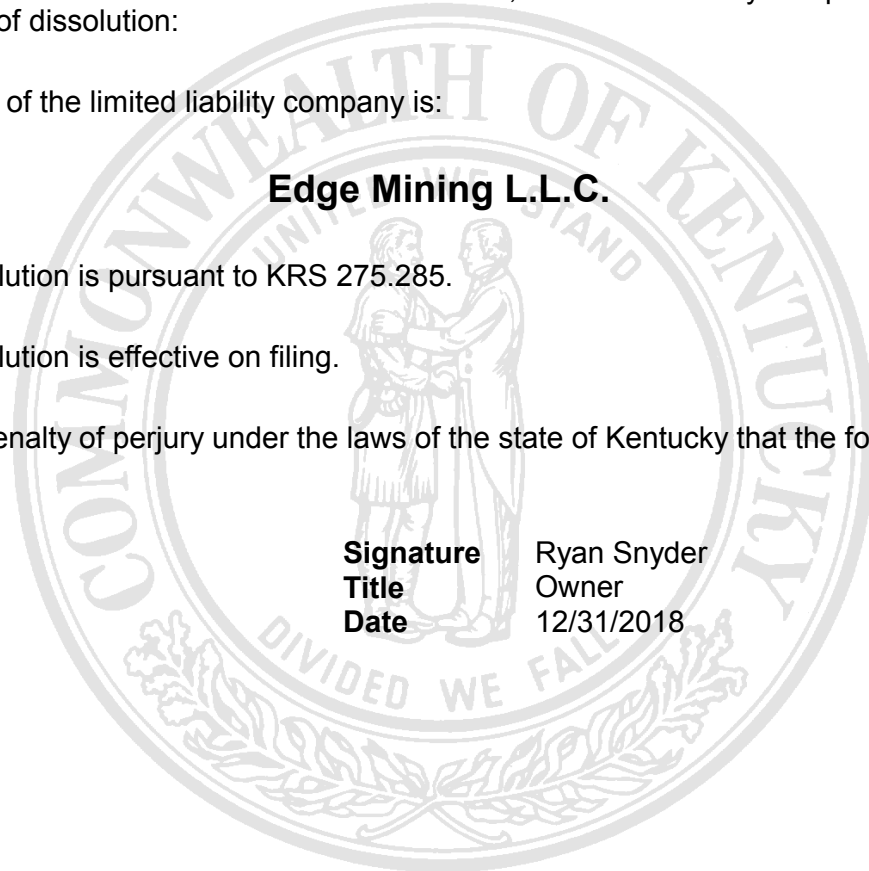 of dissolution:
of the limited liability company is:
Edge Mining L.L.C.
lution is pursuant to KRS 275.285.
lution is effective on filing.
enalty of perjury under the laws of the state of Kentucky that the fo
Signature Ryan Snyder
Title Owner
Date 12/31/2018
COMMONWEALTH OF KENTUCKY
UNITED WE STAND
DIVIDED WE FALL